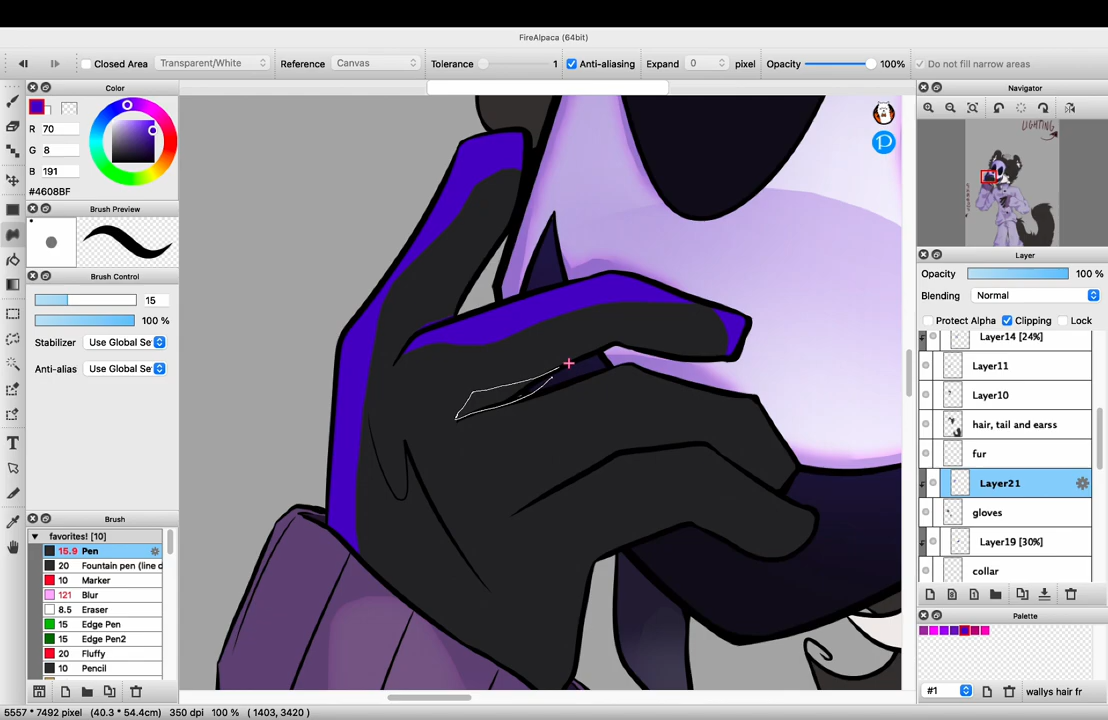 FireAlpaca (64bit)
Closed Area Transparent/White Reference Canvas Tolerance 1 Anti-aliasing Expand 0 pixel Opacity 100% Do not fill narrow areas
Color
R 70
G 8
B 191
#4608BF
Brush Preview
Brush Control
15
100 %
Stabilizer Use Global Se
Anti-alias Use Global Se
Brush
favorites! [10]
15.9 Pen
20 Fountain pen (line d
10 Marker
121 Blur
8.5 Eraser
15 Edge Pen
15 Edge Pen2
20 Fluffy
10 Pencil
5557 * 7492 pixel (40.3 * 54.4cm) 350 dpi 100 % ( 1403, 3420 )
Navigator
LIGHTING
Layer
Opacity 100 %
Blending Normal
Protect Alpha Clipping Lock
Layer14 [24%]
Layer11
Layer10
hair, tail and earss
fur
Layer21
gloves
Layer19 [30%]
collar
Palette
#1 wallys hair fr